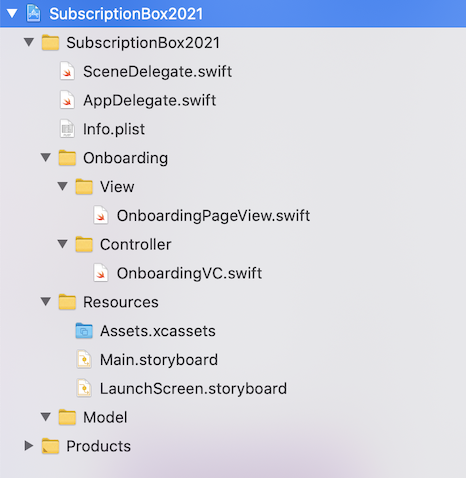 SubscriptionBox2021
SubscriptionBox2021
SceneDelegate.swift
AppDelegate.swift
Info.plist
Onboarding
View
OnboardingPageView.swift
Controller
OnboardingVC.swift
Resources
Assets.xcassets
Main.storyboard
LaunchScreen.storyboard
Model
Products